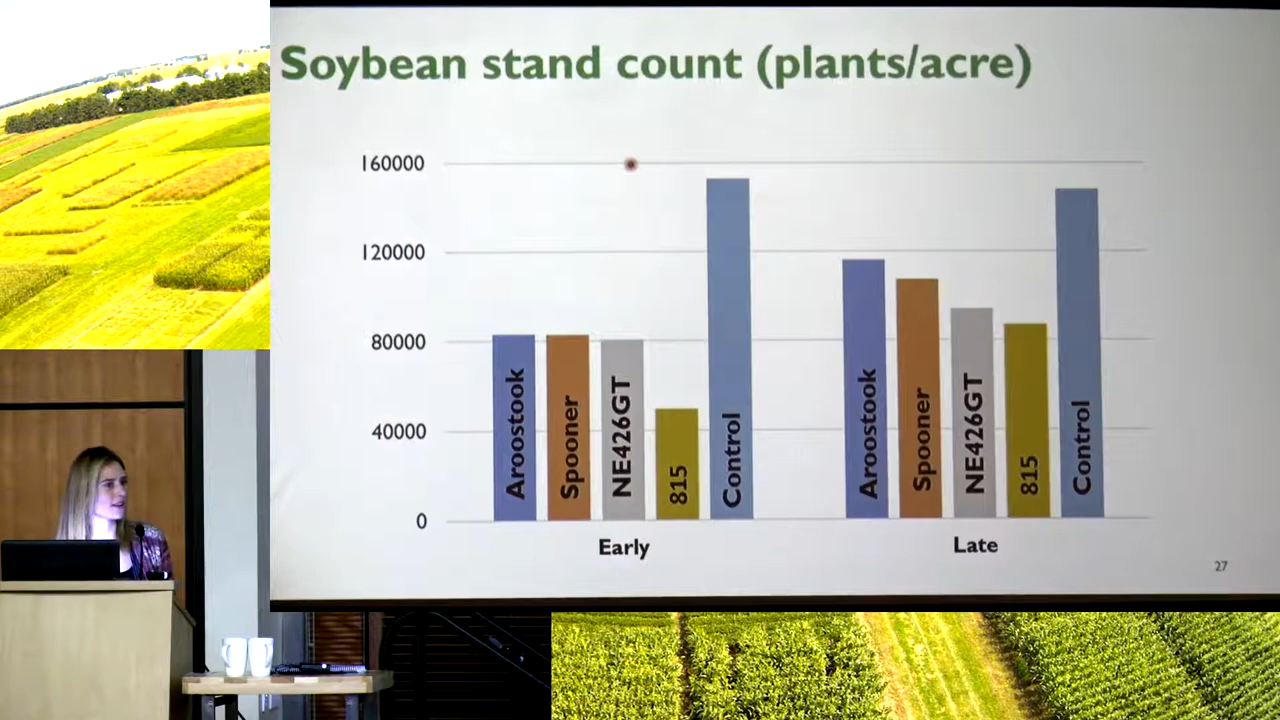 Soybean stand count (plants/acre)
160000
120000
80000
40000
0
Aroostook
Spooner
NE426GT
815
Control
Aroostook
Spooner
NE426GT
815
Control
Early
Late
27